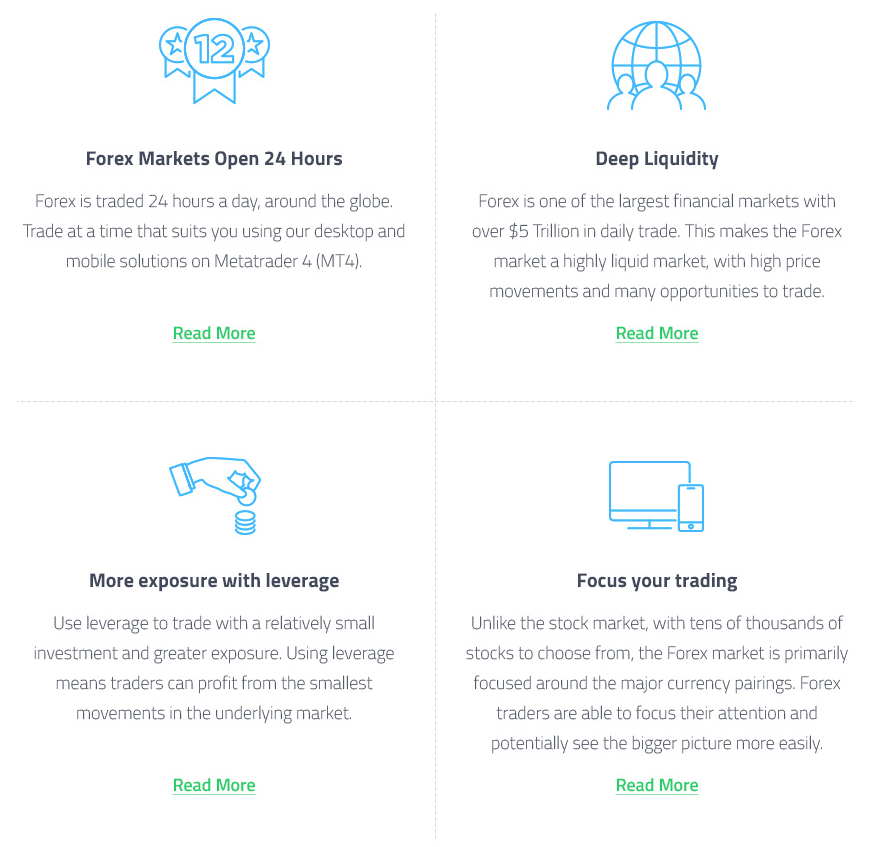 12
Forex Markets Open 24 Hours
Forex is traded 24 hours a day, around the globe.
Trade at a time that suits you using our desktop and
mobile solutions on Metatrader 4 (MT4).
Read More
Deep Liquidity
Forex is one of the largest financial markets with
over $5 Trillion in daily trade. This makes the Forex
market a highly liquid market, with high price
movements and many opportunities to trade.
Read More
More exposure with leverage
Use leverage to trade with a relatively small
investment and greater exposure. Using leverage
means traders can profit from the smallest
movements in the underlying market.
Read More
Focus your trading
Unlike the stock market, with tens of thousands of
stocks to choose from, the Forex market is primarily
focused around the major currency pairings. Forex
traders are able to focus their attention and
potentially see the bigger picture more easily.
Read More